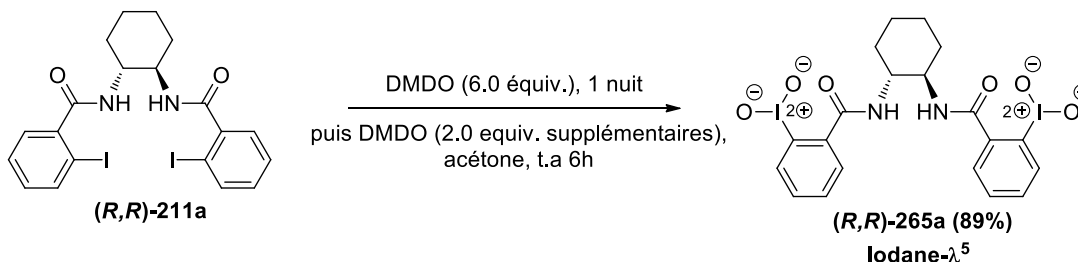 DMDO (6.0 équiv.), 1 nuit
puis DMDO (2.0 equiv. supplémentaires),
acétone, t.a 6h
O
NH
HN
O
I
I
(R,R)-211a
⊖
O
⊖
O
I
2+
O
NH
HN
O
O
⊖
2+
I
O
⊖
(R,R)-265a (89%)
Iodane-λ⁵